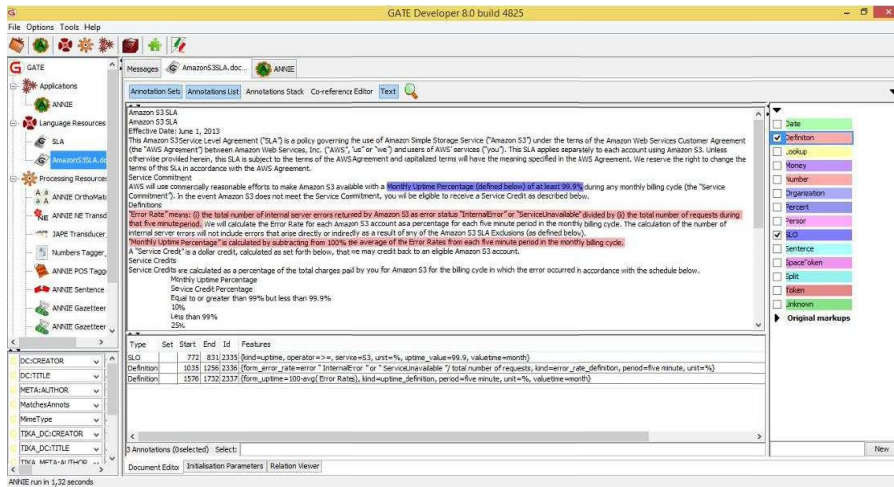 GATE Developer 8.0 build 4825
File Options Tools Help
GATE
Applications
ANNIE
Language Resources
SLA
AmazonS3SLA.do
Processing Resources
ANNIE OrthoMatc
ANNIE NE Transd
JAPE Transducer_
Numbers Tagger_
ANNIE POS Tagg
ANNIE Sentence
ANNIE Gazetteer
ANNIE Gazetteer
DC:CREATOR
DC:TITLE
META:AUTHOR
MatchesAnnots
MimeType
TIKA_DC:CREATOR
TIKA_DC:TITLE
TIKA_META:AUTHOR
Messages AmazonS3SLA.doc... ANNIE
Annotation Sets Annotations List Annotations Stack Co-reference Editor Text
Amazon S3 SLA
Amazon S3 SLA
Effective Date: June 1, 2013
This Amazon S3 Service Level Agreement ("SLA") is a policy governing the use of Amazon Simple Storage Service ("Amazon S3") under the terms of the Amazon Web Services Customer Agreement
(the "AWS Agreement") between Amazon Web Services, Inc. ("AWS", "us" or "we") and users of AWS' services ("you"). This SLA applies separately to each account using Amazon S3. Unless
otherwise provided herein, this SLA is subject to the terms of the AWS Agreement and capitalized terms will have the meaning specified in the AWS Agreement. We reserve the right to change the
terms of this SLA in accordance with the AWS Agreement.
Service Commitment
AWS will use commercially reasonable efforts to make Amazon S3 available with a Monthly Uptime Percentage (defined below) of at least 99.9% during any monthly billing cycle (the "Service
Commitment"). In the event Amazon S3 does not meet the Service Commitment, you will be eligible to receive a Service Credit as described below.
Definitions
"Error Rate" means: (i) the total number of internal server errors returned by Amazon S3 as error status "InternalError" or "ServiceUnavailable" divided by (ii) the total number of requests during
that five minute period. We will calculate the Error Rate for each Amazon S3 account as a percentage for each five minute period in the monthly billing cycle. The calculation of the number of
internal server errors will not include errors that arise directly or indirectly as a result of any of the Amazon S3 SLA Exclusions (as defined below).
"Monthly Uptime Percentage" is calculated by subtracting from 100% the average of the Error Rates from each five minute period in the monthly billing cycle.
A "Service Credit" is a dollar credit, calculated as set forth below, that we may credit back to an eligible Amazon S3 account.
Service Credits
Service Credits are calculated as a percentage of the total charges paid by you for Amazon S3 for the billing cycle in which the error occurred in accordance with the schedule below.
Monthly Uptime Percentage
Service Credit Percentage
Equal to or greater than 99% but less than 99.9%
10%
Less than 99%
25%
Type Set Start End Id Features
SLO 772 831 2335 {kind=uptime, operator=>=, service=S3, unit=%, uptime_value=99.9, valuetime=month}
Definition 1035 1256 2336 {form_error_rate=error " InternalError "or " ServiceUnavailable "/ total number of requests, kind=error_rate_definition, period=five minute, unit=%}
Definition 1576 1732 2337 {form_uptime=100-avg( Error Rates), kind=uptime_definition, period=five minute, unit=%, valuetime=month}
3 Annotations (0 selected) Select:
Document Editor Initialisation Parameters Relation Viewer
Date
Definition
Lookup
Money
Number
Organization
Percent
Person
SLO
Sentence
SpaceToken
Split
Token
Unknown
Original markups
New
ANNIE run in 1,32 seconds